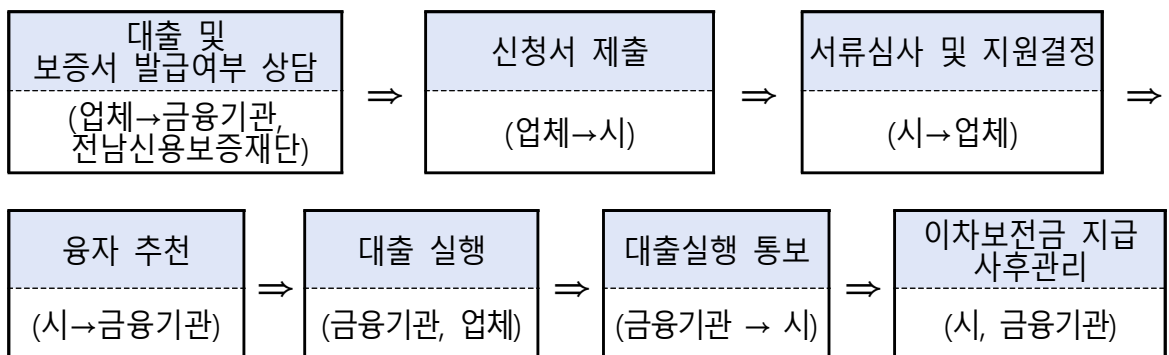 대출 및
보증서 발급여부 상담
(업체→금융기관,
전남신용보증재단)
⇒
신청서 제출
(업체→시)
⇒
서류심사 및 지원결정
(시→업체)
⇒
융자 추천
(시→금융기관)
⇒
대출 실행
(금융기관, 업체)
⇒
대출실행 통보
(금융기관 → 시)
⇒
이차보전금 지급
사후관리
(시, 금융기관)